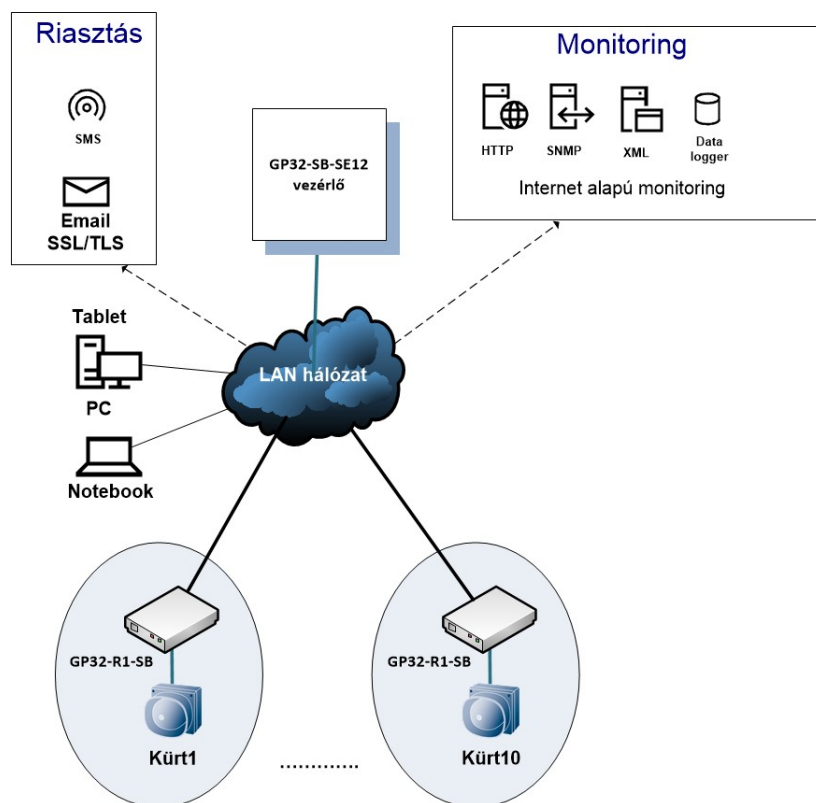 Riasztás
SMS
Email
SSL/TLS
GP32-SB-SE12
vezérlő
Monitoring
HTTP
SNMP
XML
Data
logger
Internet alapú monitoring
Tablet
PC
Notebook
LAN hálózat
GP32-R1-SB
Kürt1
.............
GP32-R1-SB
Kürt10